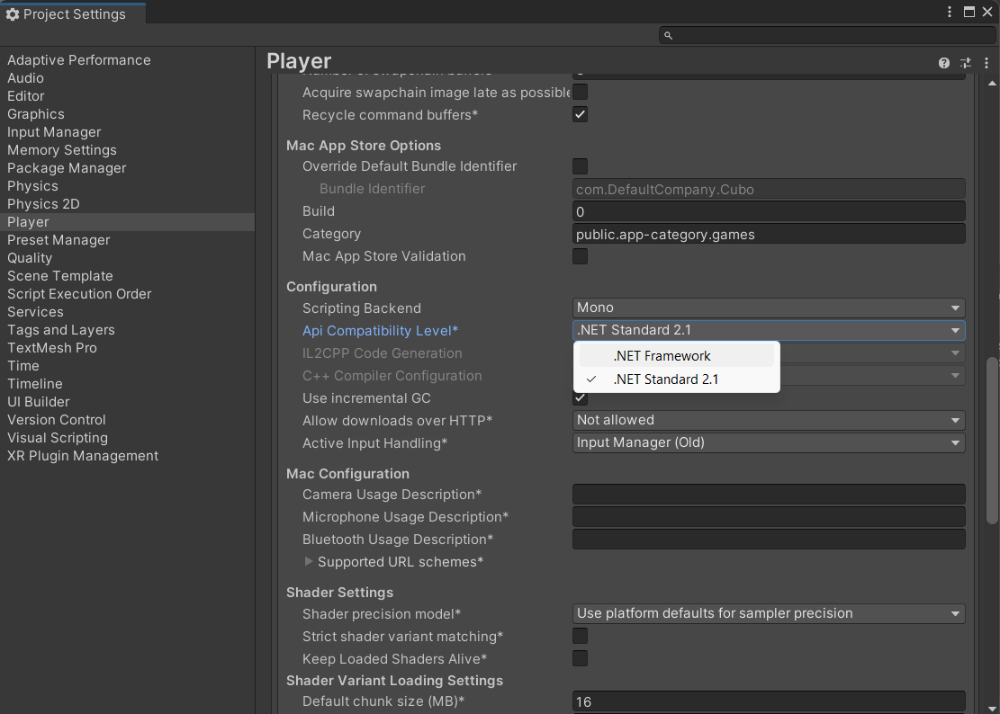 Project Settings
Adaptive Performance
Audio
Editor
Graphics
Input Manager
Memory Settings
Package Manager
Physics
Physics 2D
Player
Preset Manager
Quality
Scene Template
Script Execution Order
Services
Tags and Layers
TextMesh Pro
Time
Timeline
UI Builder
Version Control
Visual Scripting
XR Plugin Management
Player
Number of swapchain buffers
Acquire swapchain image late as possible
Recycle command buffers*
Mac App Store Options
Override Default Bundle Identifier
Bundle Identifier com.DefaultCompany.Cubo
Build 0
Category public.app-category.games
Mac App Store Validation
Configuration
Scripting Backend Mono
Api Compatibility Level* .NET Standard 2.1
.NET Framework
.NET Standard 2.1
IL2CPP Code Generation
C++ Compiler Configuration
Use incremental GC
Allow downloads over HTTP* Not allowed
Active Input Handling* Input Manager (Old)
Mac Configuration
Camera Usage Description*
Microphone Usage Description*
Bluetooth Usage Description*
Supported URL schemes*
Shader Settings
Shader precision model* Use platform defaults for sampler precision
Strict shader variant matching*
Keep Loaded Shaders Alive*
Shader Variant Loading Settings
Default chunk size (MB)* 16